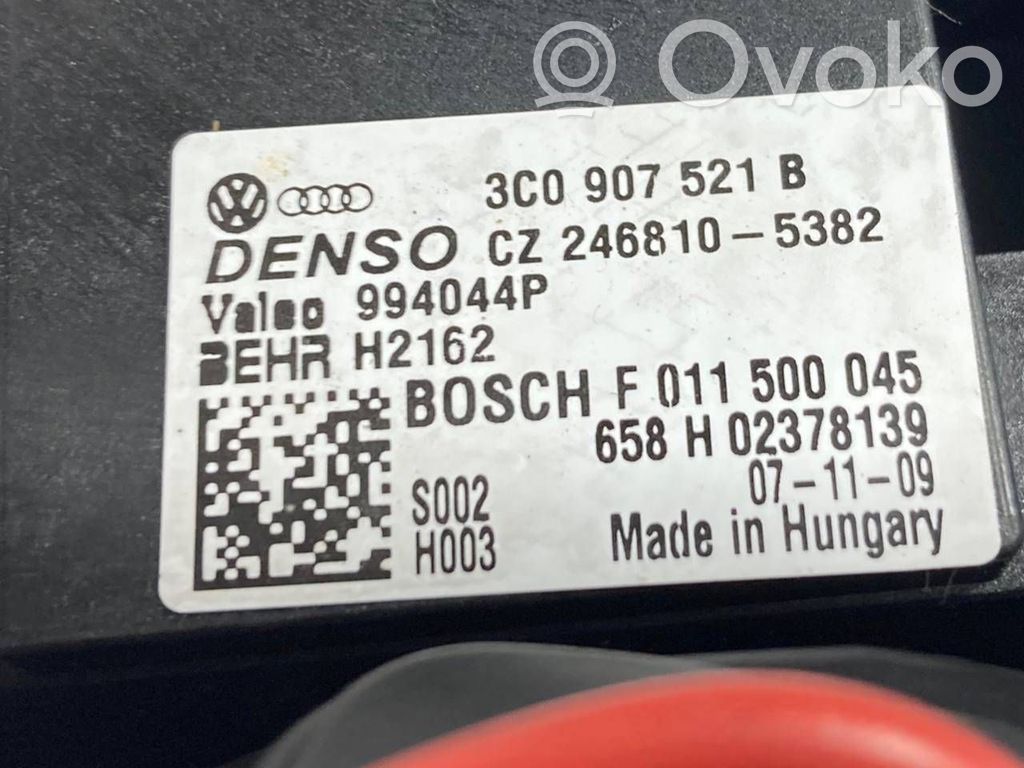 Ovoko
3C0 907 521 B
DENSO CZ 246810-5382
Valeo 994044P
BEHR H2162
BOSCH F 011 500 045
658 H 02378139
S002 07-11-09
H003 Made in Hungary